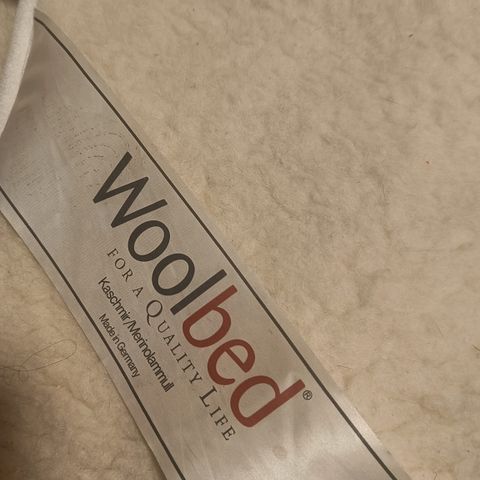 Woolbed®
FOR A QUALITY LIFE
Kaschmir/Merinolammull
Made in Germany